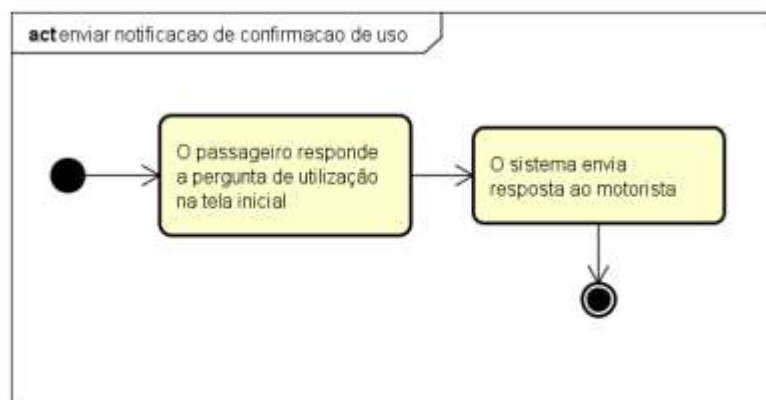 act enviar notificacao de confirmacao de uso
O passageiro responde
a pergunta de utilização
na tela inicial
O sistema envia
resposta ao motorista